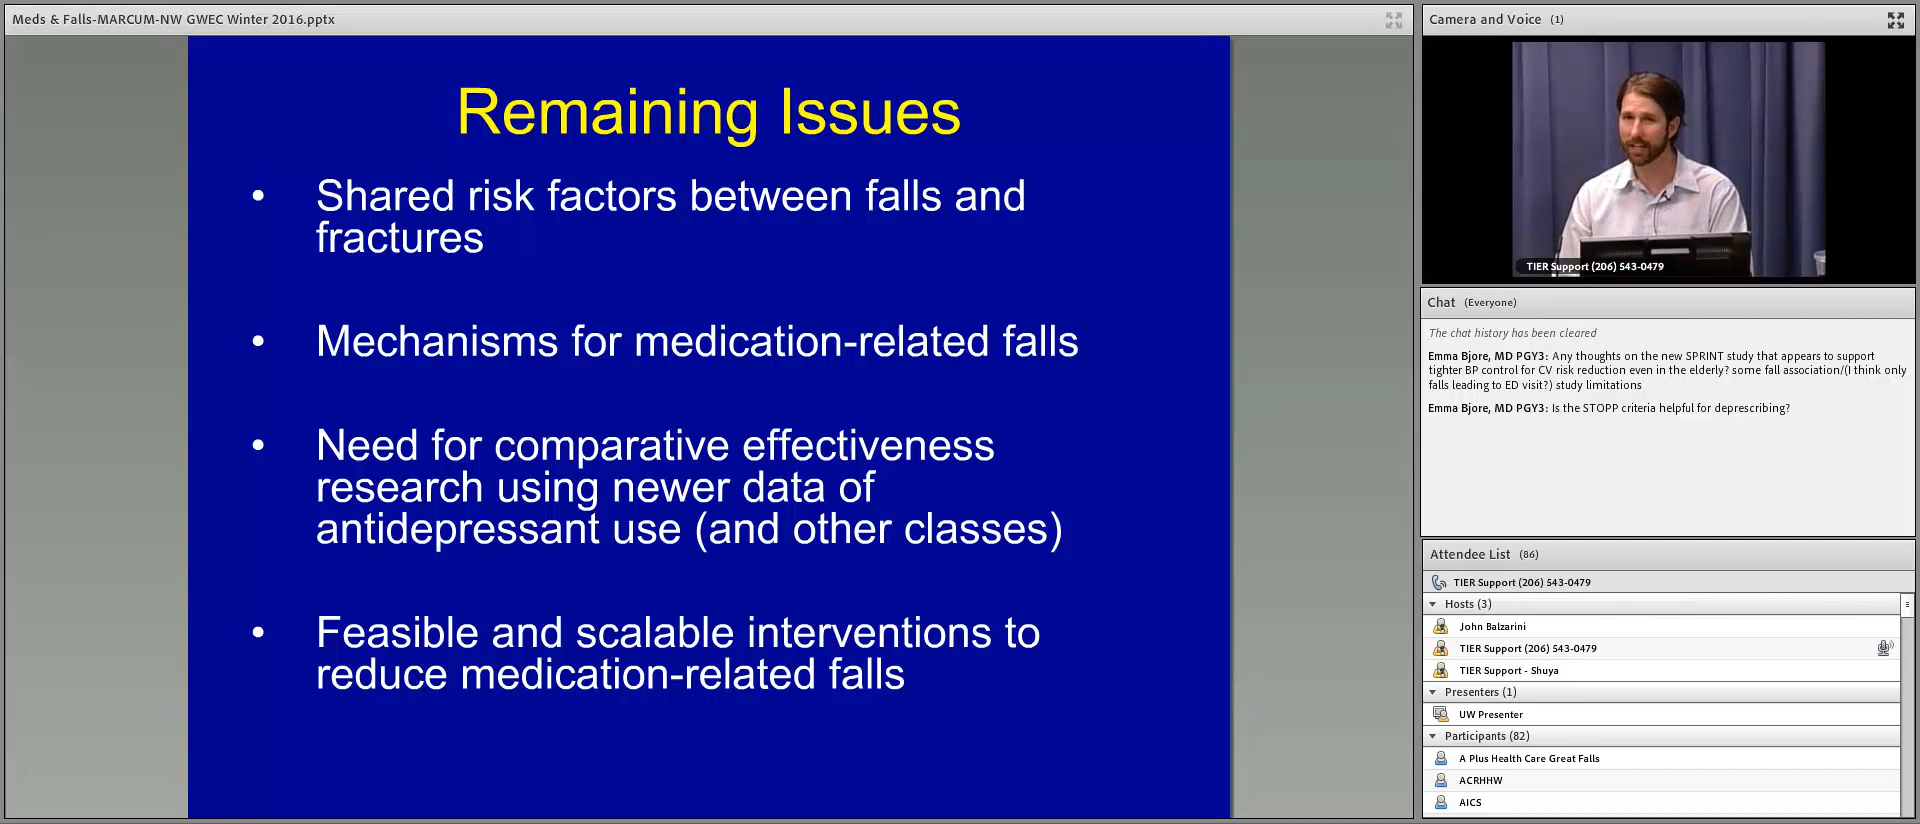 Meds & Falls-MARCUM-NW GWEC Winter 2016.pptx
Remaining Issues
• Shared risk factors between falls and
fractures
• Mechanisms for medication-related falls
• Need for comparative effectiveness
research using newer data of
antidepressant use (and other classes)
• Feasible and scalable interventions to
reduce medication-related falls
Camera and Voice (1)
TIER Support (206) 543-0479
Chat (Everyone)
The chat history has been cleared
Emma Bjore, MD PGY3: Any thoughts on the new SPRINT study that appears to support
tighter BP control for CV risk reduction even in the elderly? some fall association/(I think only
falls leading to ED visit?) study limitations
Emma Bjore, MD PGY3: Is the STOPP criteria helpful for deprescribing?
Attendee List (86)
TIER Support (206) 543-0479
Hosts (3)
John Balzarini
TIER Support (206) 543-0479
TIER Support - Shuya
Presenters (1)
UW Presenter
Participants (82)
A Plus Health Care Great Falls
ACRHHW
AICS